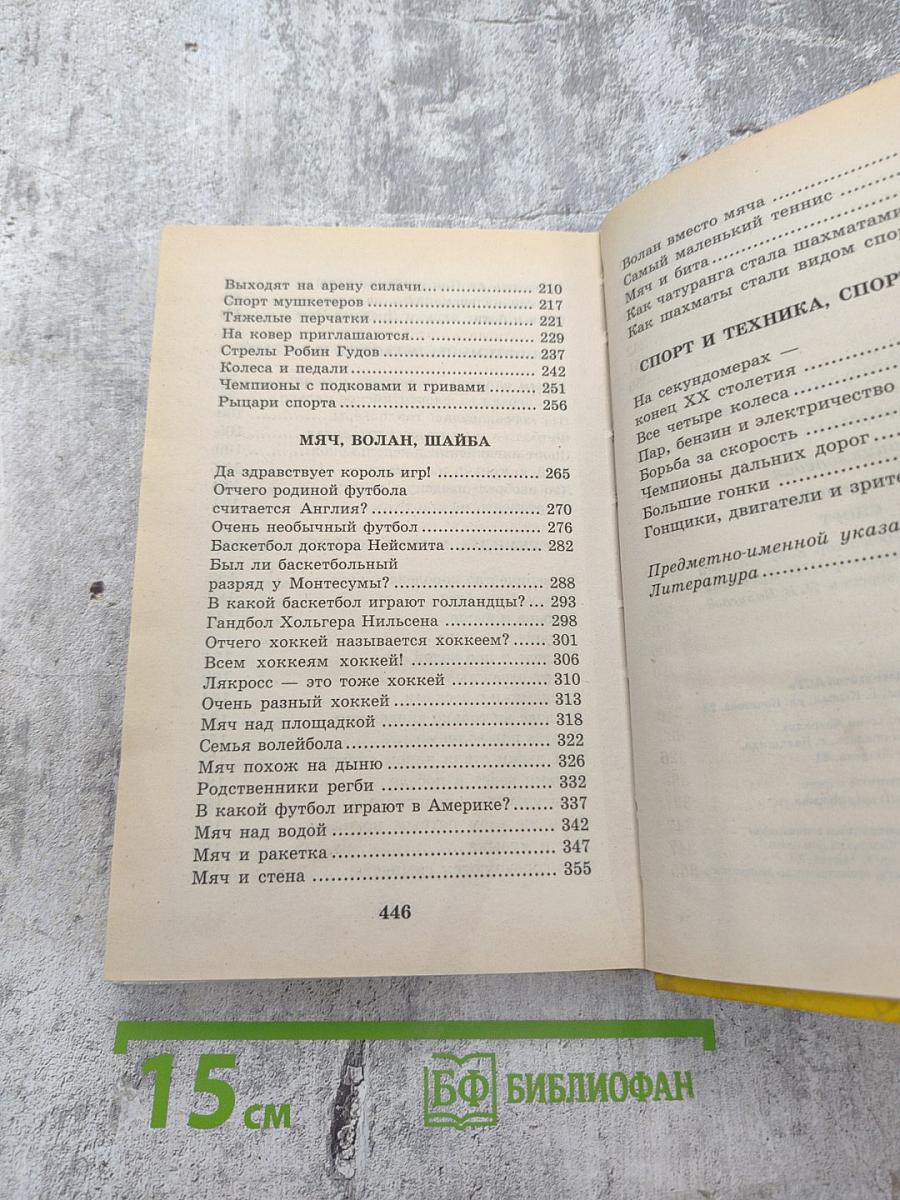 Выходят на арену силачи... 210
Спорт мушкетеров 217
Тяжелые перчатки 221
На ковер приглашаются... 229
Стрелы Робин Гудов 237
Колеса и педали 242
Чемпионы с подковами и гривами 251
Рыцари спорта 256
МЯЧ, ВОЛАН, ШАЙБА
Да здравствует король игр! 265
Отчего родиной футбола
считается Англия? 270
Очень необычный футбол 276
Баскетбол доктора Нейсмита 282
Был ли баскетбольный
разряд у Монтесумы? 288
В какой баскетбол играют голландцы? ... 293
Гандбол Хольгера Нильсена 298
Отчего хоккей называется хоккеем? 301
Всем хоккеям хоккей! 306
Лякросс — это тоже хоккей 310
Очень разный хоккей 313
Мяч над площадкой 318
Семья волейбола 322
Мяч похож на дыню 326
Родственники регби 332
В какой футбол играют в Америке? 337
Мяч над водой 342
Мяч и ракетка 347
Мяч и стена 355
446
Волан вместо мяча
Самый маленький теннис
Мяч и бита
Как чатуранга стала шахматами
Как шахматы стали видом
СПОРТ И ТЕХНИКА,
На секундомерах —
конец XX столетия
Все четыре колеса
Пар, бензин и электричество
Борьба за скорость
Чемпионы дальних дорог
Большие гонки
Гонщики, двигатели и
Предметно-именной
Литература
15 см
БФ БИБЛИОФАН